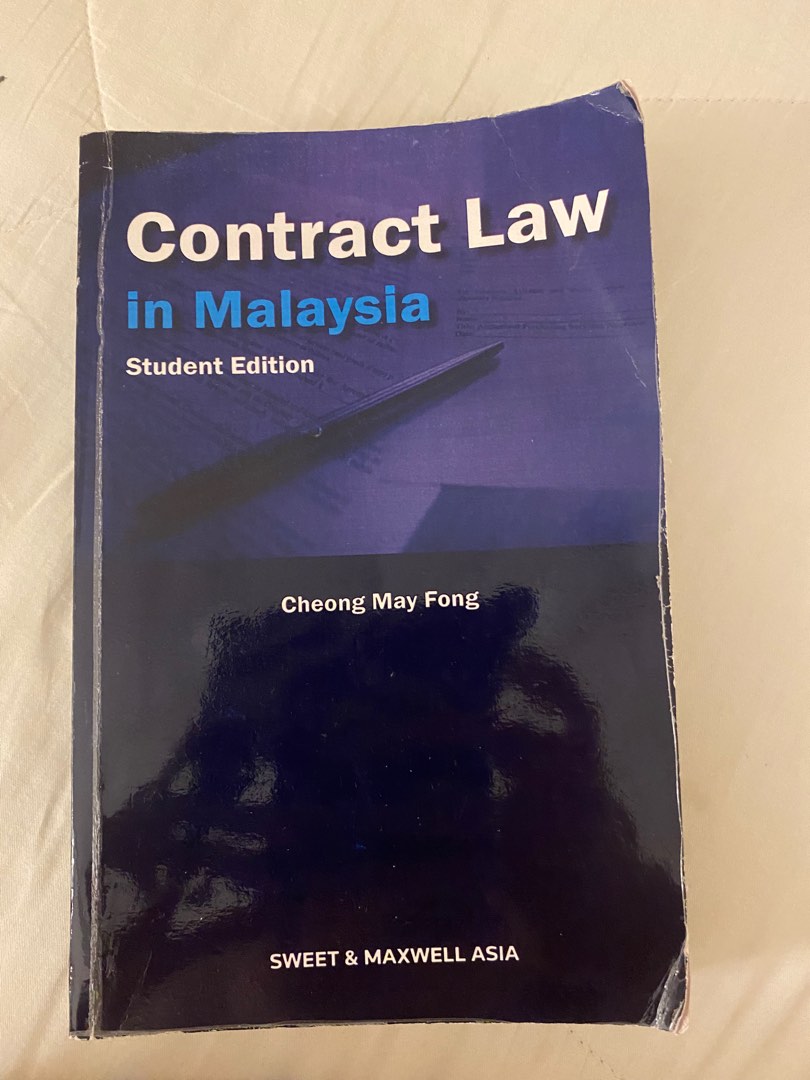 Contract Law
in Malaysia
Student Edition
Cheong May Fong
SWEET & MAXWELL ASIA